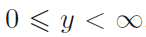 0 ⩽ y < ∞